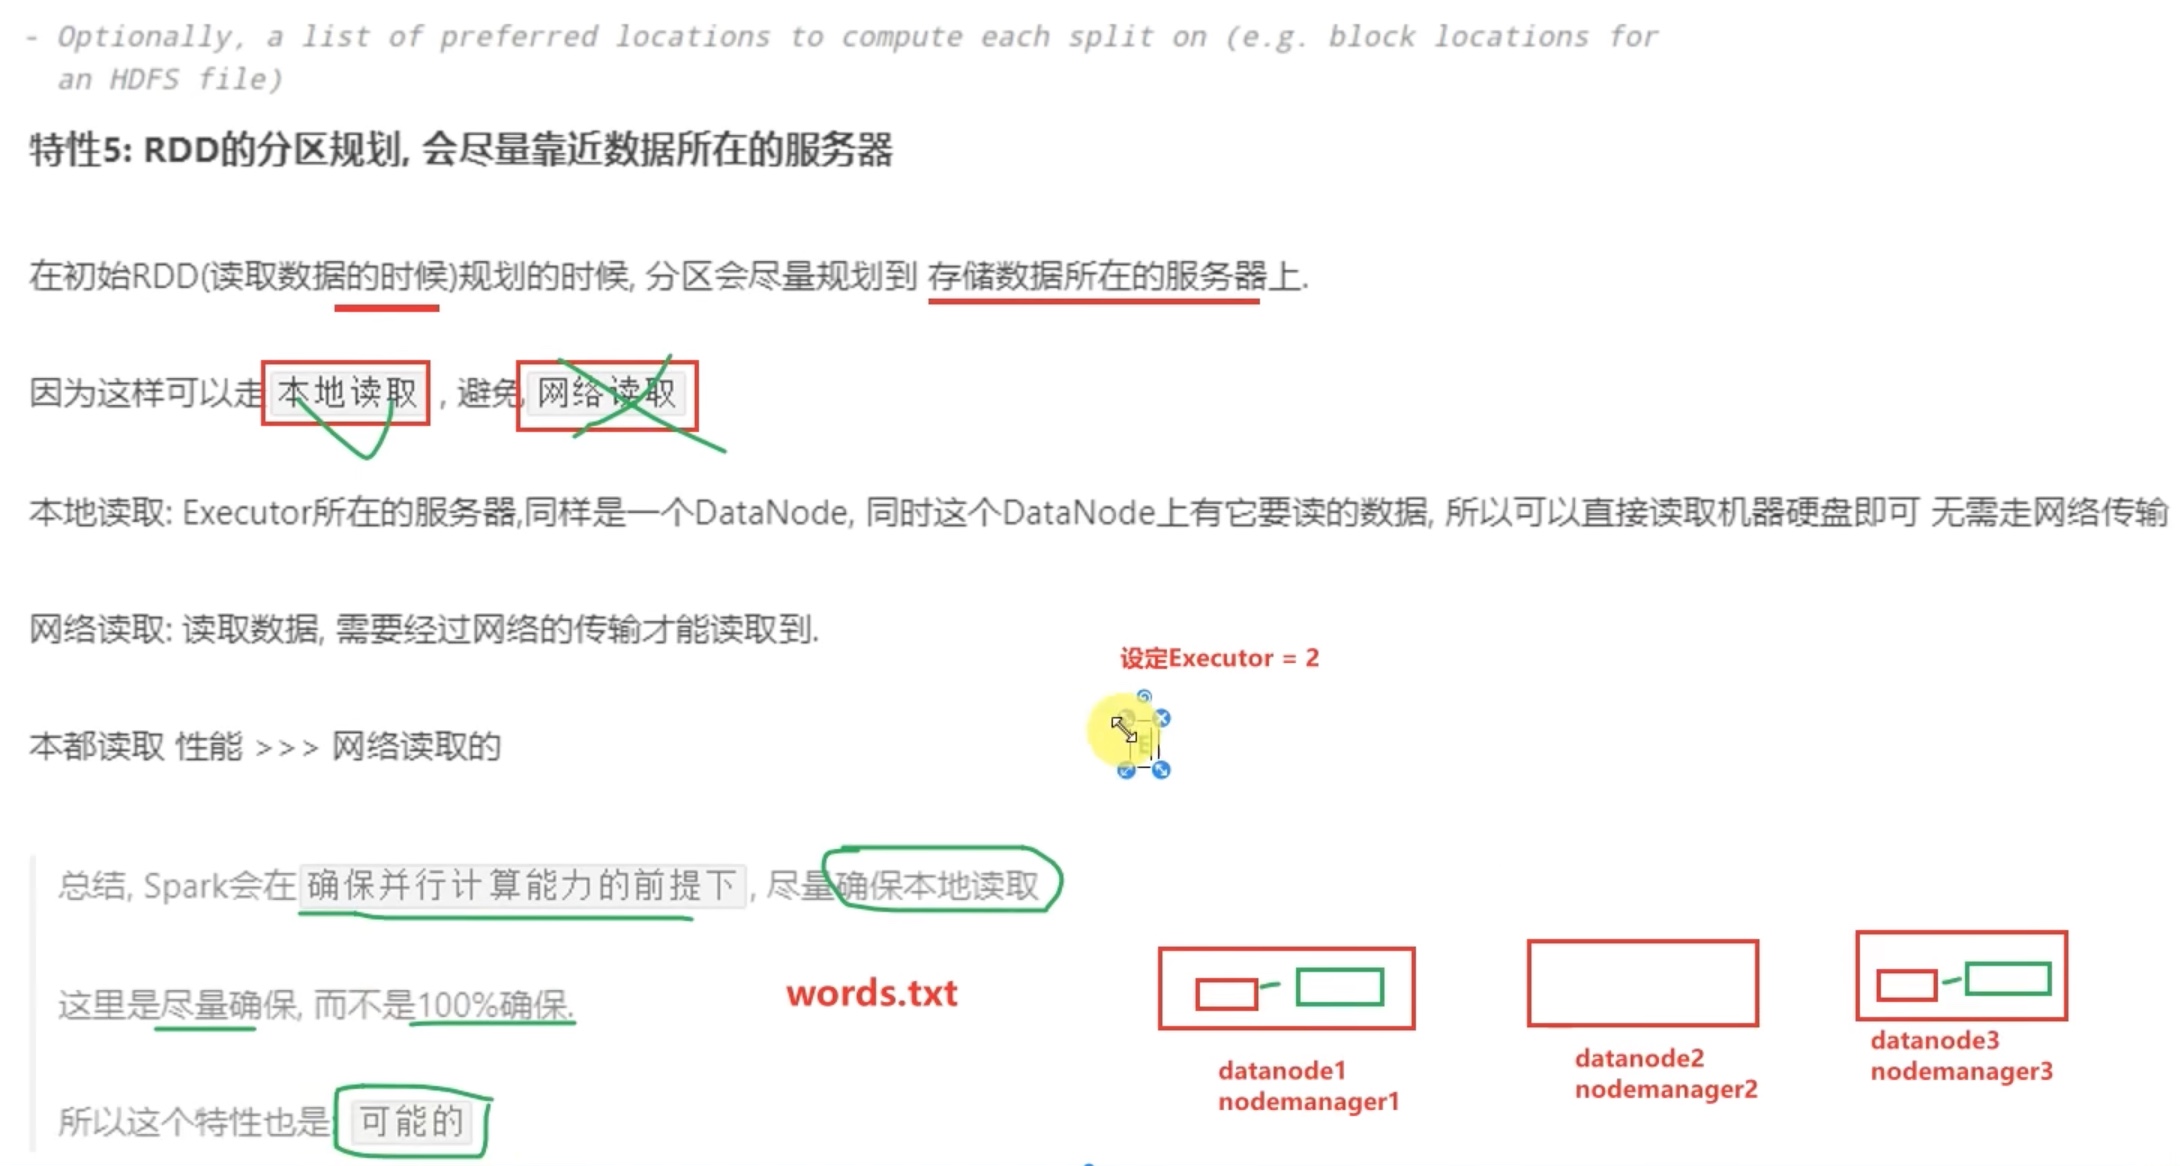 - Optionally, a list of preferred locations to compute each split on (e.g. block locations for
an HDFS file)
特性5: RDD的分区规划, 会尽量靠近数据所在的服务器
在初始RDD(读取数据的时候)规划的时候, 分区会尽量规划到 存储数据所在的服务器上.
因为这样可以走 本地读取 , 避免 网络读取
本地读取: Executor所在的服务器,同样是一个DataNode, 同时这个DataNode上有它要读的数据, 所以可以直接读取机器硬盘即可 无需走网络传输
网络读取: 读取数据, 需要经过网络的传输才能读取到.
设定Executor = 2
本都读取 性能 >>> 网络读取的
总结, Spark会在 确保并行计算能力的前提下 , 尽量确保本地读取
这里是尽量确保, 而不是100%确保.
words.txt
所以这个特性也是: 可能的
datanode1
nodemanager1
datanode2
nodemanager2
datanode3
nodemanager3